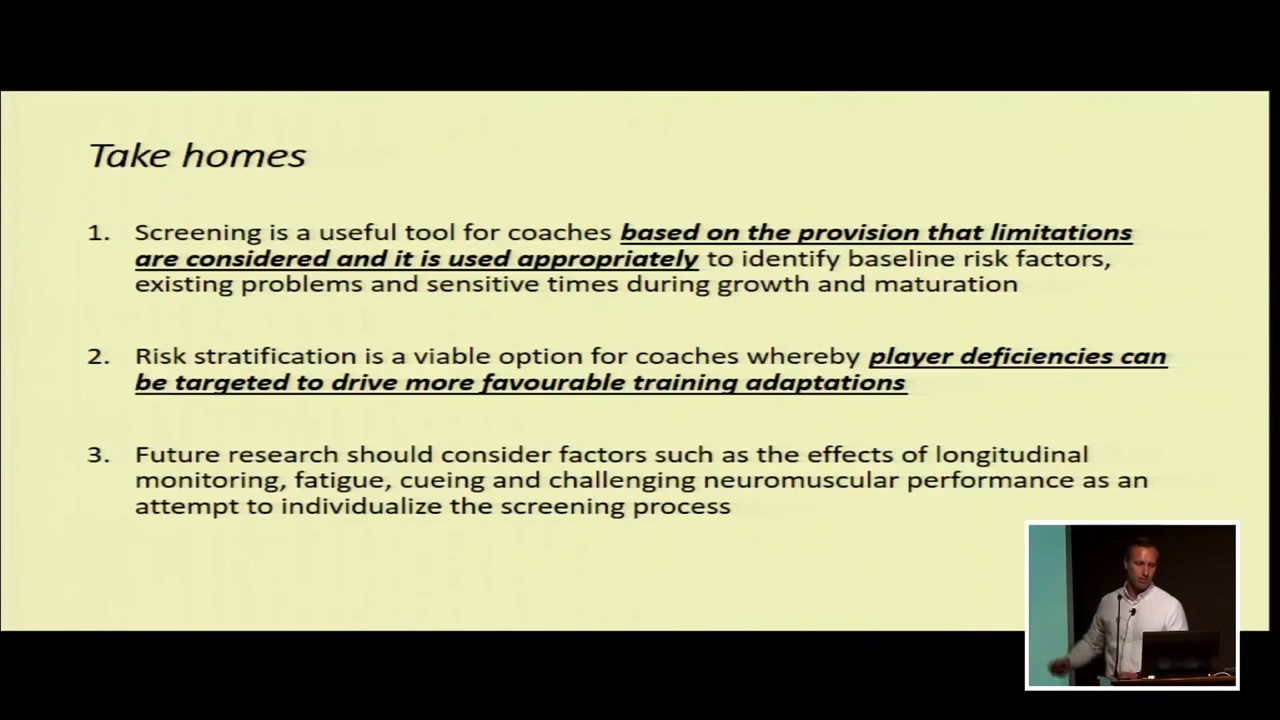 Take homes
1. Screening is a useful tool for coaches based on the provision that limitations
are considered and it is used appropriately to identify baseline risk factors,
existing problems and sensitive times during growth and maturation
2. Risk stratification is a viable option for coaches whereby player deficiencies can
be targeted to drive more favourable training adaptations
3. Future research should consider factors such as the effects of longitudinal
monitoring, fatigue, cueing and challenging neuromuscular performance as an
attempt to individualize the screening process